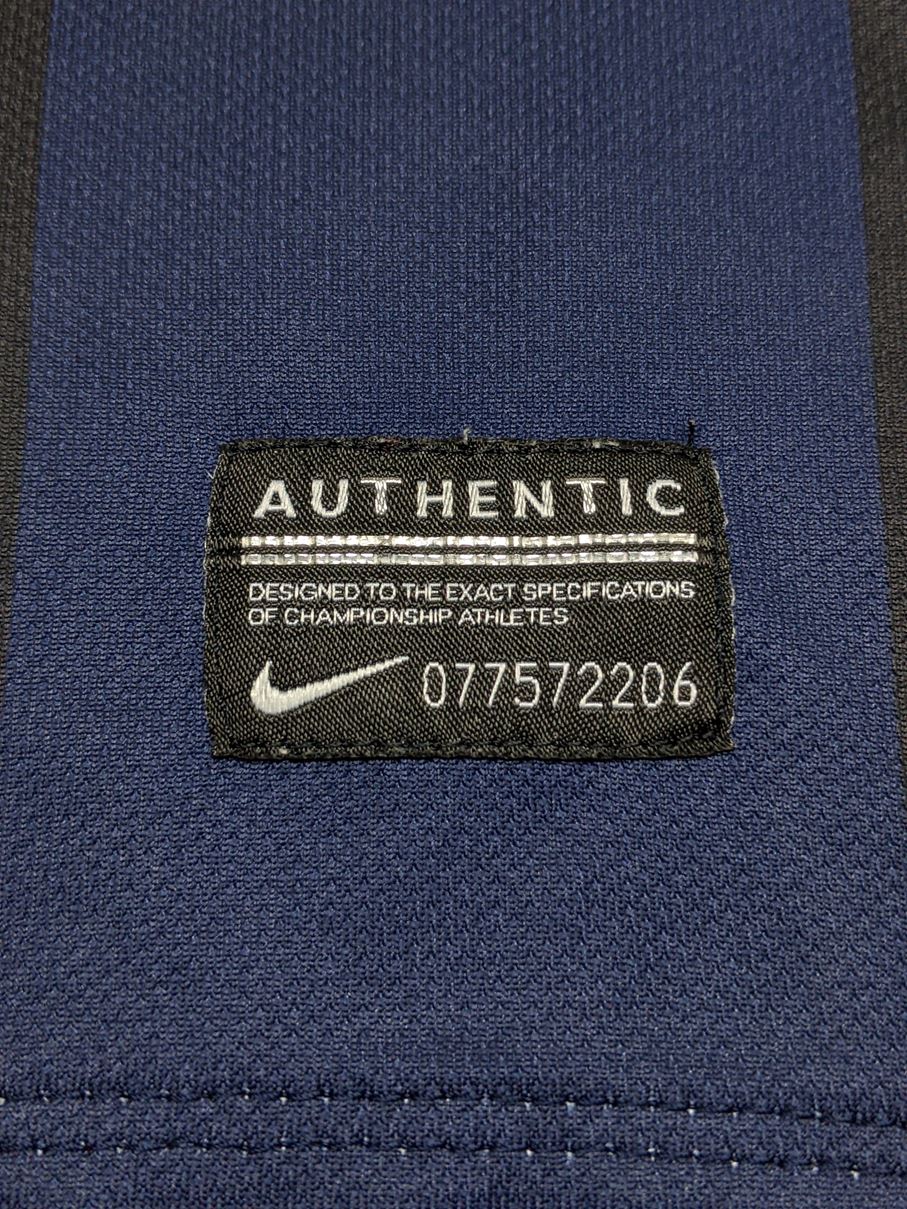 AUTHENTIC
DESIGNED TO THE EXACT SPECIFICATIONS
OF CHAMPIONSHIP ATHLETES
077572206